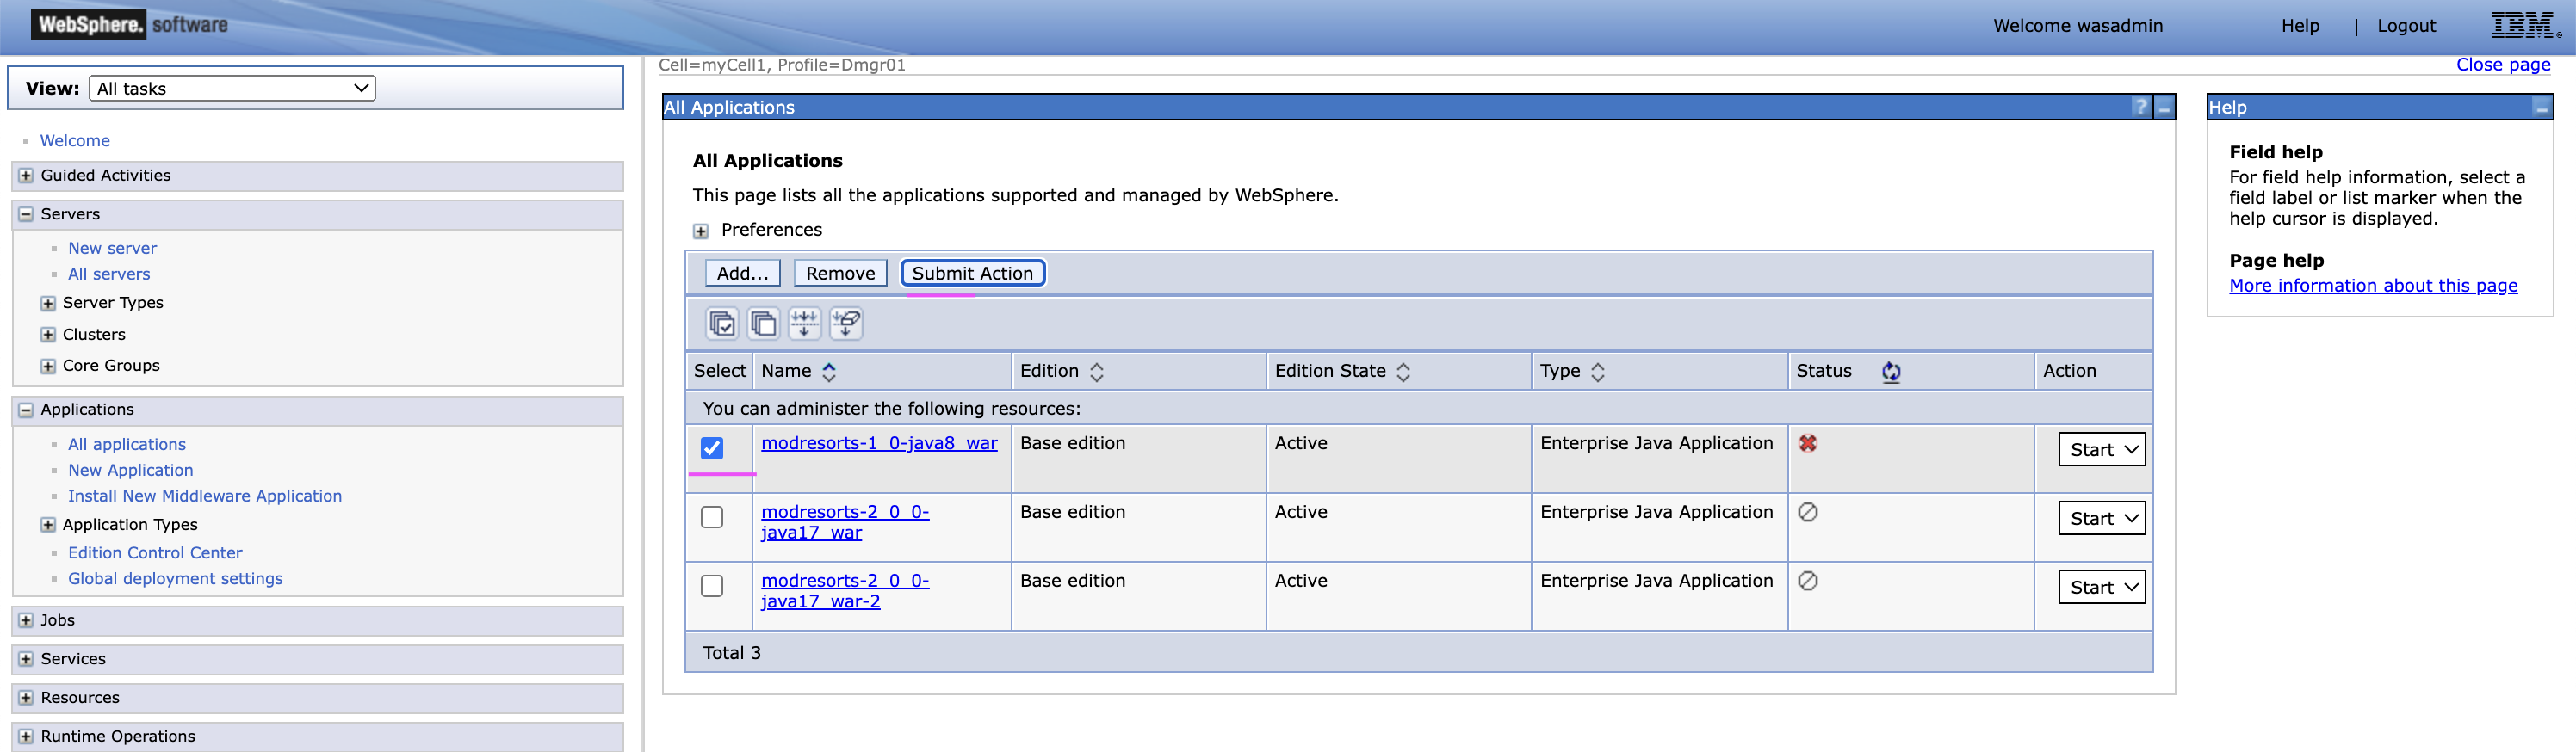 WebSphere. software
Welcome wasadmin
Help | Logout
IBM
View: All tasks
Welcome
Guided Activities
Servers
New server
All servers
Server Types
Clusters
Core Groups
Applications
All applications
New Application
Install New Middleware Application
Application Types
Edition Control Center
Global deployment settings
Jobs
Services
Resources
Runtime Operations
Cell=myCell1, Profile=Dmgr01
Close page
All Applications
?
All Applications
This page lists all the applications supported and managed by WebSphere.
Preferences
Add... Remove Submit Action
Select Name Edition Edition State Type Status Action
You can administer the following resources:
modresorts-1_0-java8_war Base edition Active Enterprise Java Application Start
modresorts-2_0_0- Base edition Active Enterprise Java Application Start
java17_war
modresorts-2_0_0- Base edition Active Enterprise Java Application Start
java17_war-2
Total 3
Help
Field help
For field help information, select a
field label or list marker when the
help cursor is displayed.
Page help
More information about this page